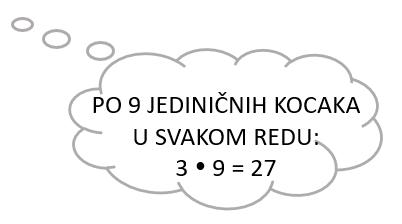 PO 9 JEDINIČNIH KOCAKA
U SVAKOM REDU:
3 • 9 = 27